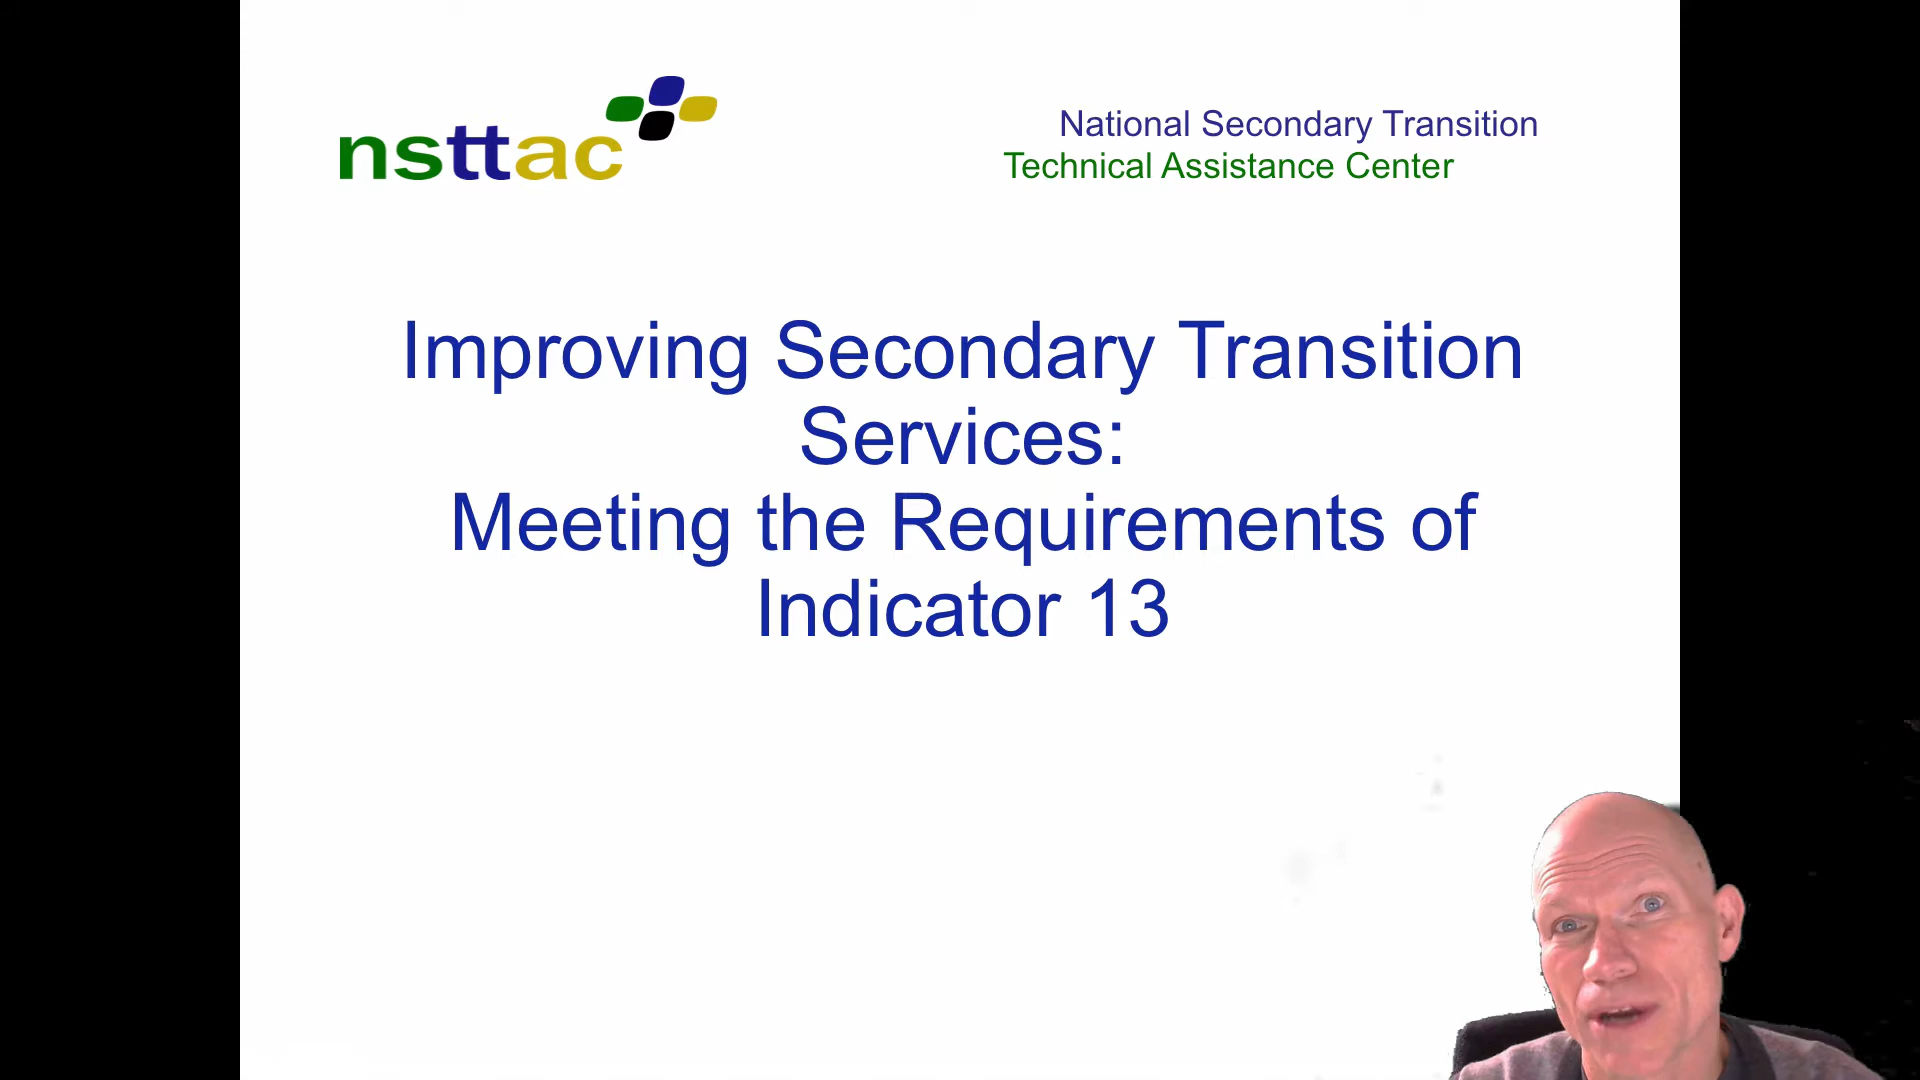 nsttac
National Secondary Transition
Technical Assistance Center
Improving Secondary Transition
Services:
Meeting the Requirements of
Indicator 13